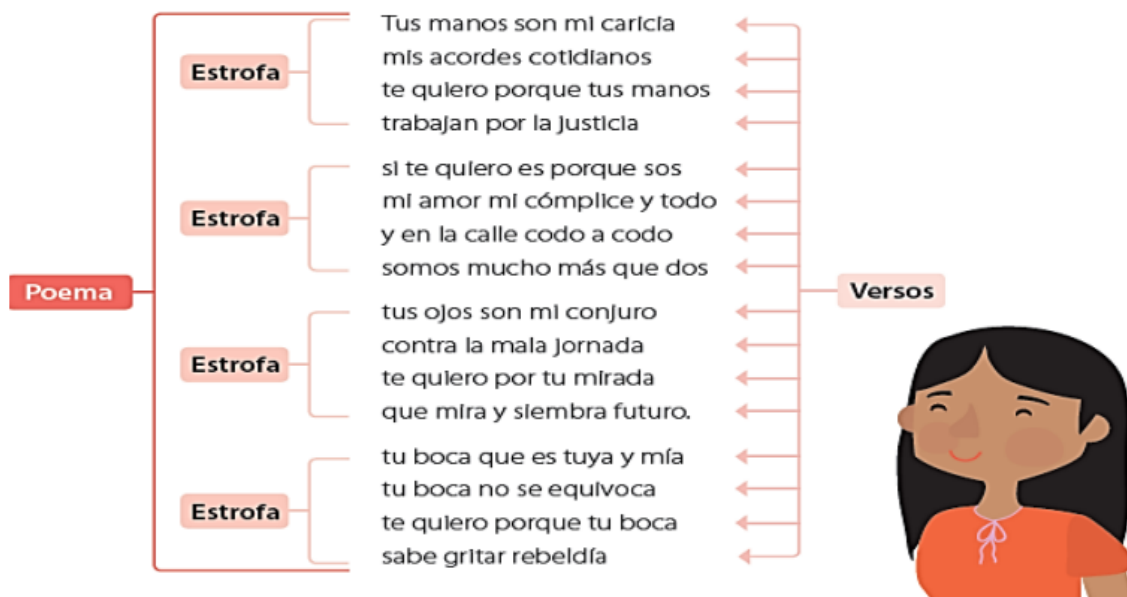 Poema
Estrofa
Tus manos son mi caricia
mis acordes cotidianos
te quiero porque tus manos
trabajan por la justicia
Estrofa
si te quiero es porque sos
mi amor mi cómplice y todo
y en la calle codo a codo
somos mucho más que dos
Estrofa
tus ojos son mi conjuro
contra la mala jornada
te quiero por tu mirada
que mira y siembra futuro.
Estrofa
tu boca que es tuya y mía
tu boca no se equivoca
te quiero porque tu boca
sabe gritar rebeldía
Versos